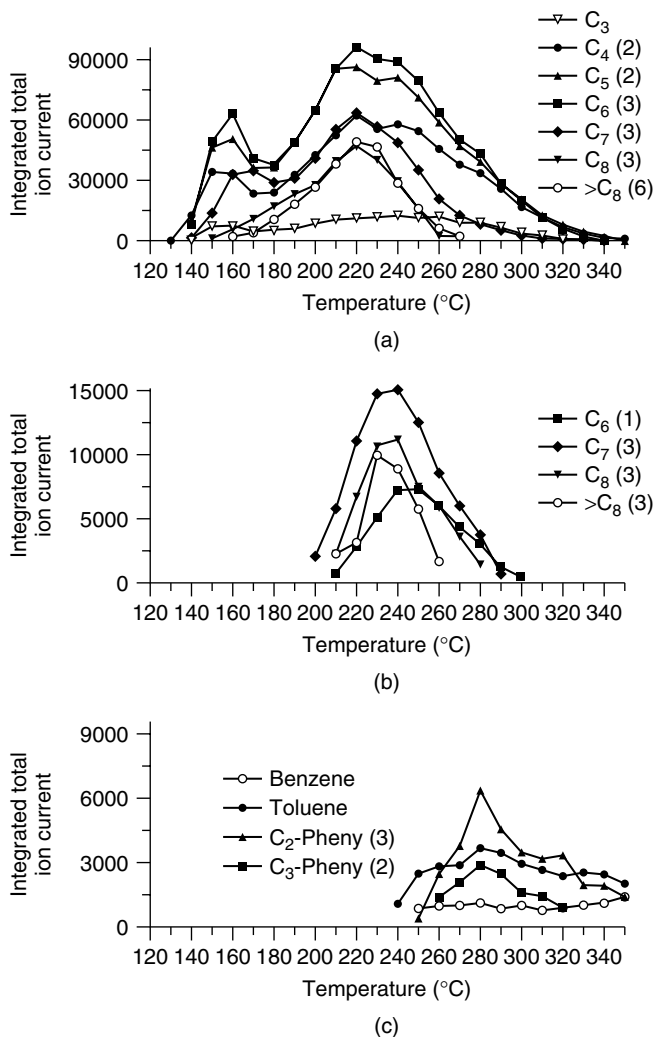 90000
60000
30000
0
Integrated total
ion current
C3
C4 (2)
C5 (2)
C6 (3)
C7 (3)
C8 (3)
>C8 (6)
120 140 160 180 200 220 240 260 280 300 320 340
Temperature (°C)
(a)
15000
10000
5000
0
Integrated total
ion current
C6 (1)
C7 (3)
C8 (3)
>C8 (3)
120 140 160 180 200 220 240 260 280 300 320 340
Temperature (°C)
(b)
9000
6000
3000
0
Integrated total
ion current
Benzene
Toluene
C2-Pheny (3)
C3-Pheny (2)
120 140 160 180 200 220 240 260 280 300 320 340
Temperature (°C)
(c)